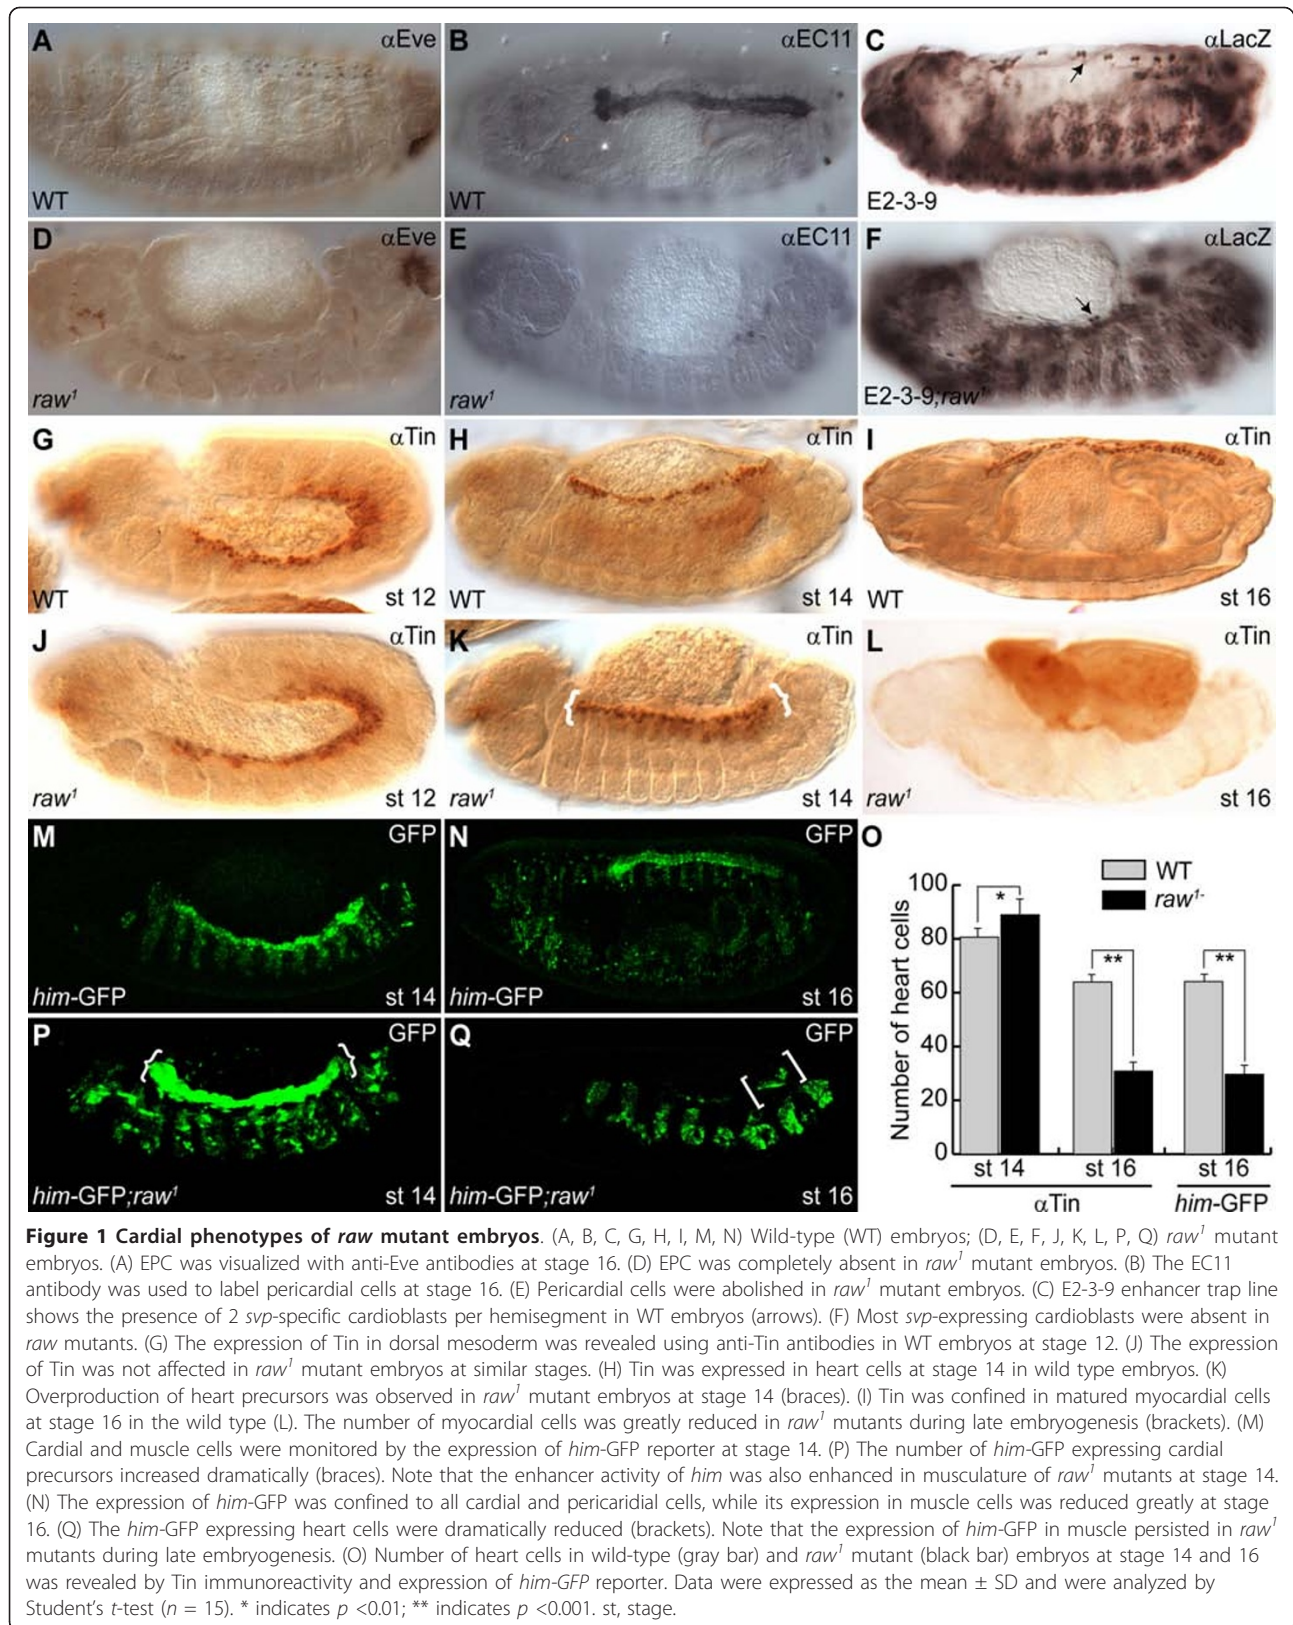 A αEve
WT
B αEC11
WT
C αLacZ
E2-3-9
D αEve
raw¹
E αEC11
raw¹
F αLacZ
E2-3-9;raw¹
G αTin
WT st 12
H αTin
WT st 14
I αTin
WT st 16
J αTin
raw¹ st 12
K αTin
raw¹ st 14
L αTin
raw¹ st 16
M GFP
him-GFP st 14
N GFP
him-GFP st 16
P GFP
him-GFP;raw¹ st 14
Q GFP
him-GFP;raw¹ st 16
O
WT
raw¹⁻
Number of heart cells
100
80
60
40
20
0
*
**
**
st 14 st 16 st 16
αTin him-GFP
Figure 1 Cardial phenotypes of raw mutant embryos. (A, B, C, G, H, I, M, N) Wild-type (WT) embryos; (D, E, F, J, K, L, P, Q) raw¹ mutant
embryos. (A) EPC was visualized with anti-Eve antibodies at stage 16. (D) EPC was completely absent in raw¹ mutant embryos. (B) The EC11
antibody was used to label pericardial cells at stage 16. (E) Pericardial cells were abolished in raw¹ mutant embryos. (C) E2-3-9 enhancer trap line
shows the presence of 2 svp-specific cardioblasts per hemisegment in WT embryos (arrows). (F) Most svp-expressing cardioblasts were absent in
raw mutants. (G) The expression of Tin in dorsal mesoderm was revealed using anti-Tin antibodies in WT embryos at stage 12. (J) The expression
of Tin was not affected in raw¹ mutant embryos at similar stages. (H) Tin was expressed in heart cells at stage 14 in wild type embryos. (K)
Overproduction of heart precursors was observed in raw¹ mutant embryos at stage 14 (braces). (I) Tin was confined in matured myocardial cells
at stage 16 in the wild type (L). The number of myocardial cells was greatly reduced in raw¹ mutants during late embryogenesis (brackets). (M)
Cardial and muscle cells were monitored by the expression of him-GFP reporter at stage 14. (P) The number of him-GFP expressing cardial
precursors increased dramatically (braces). Note that the enhancer activity of him was also enhanced in musculature of raw¹ mutants at stage 14.
(N) The expression of him-GFP was confined to all cardial and pericaridial cells, while its expression in muscle cells was reduced greatly at stage
16. (Q) The him-GFP expressing heart cells were dramatically reduced (brackets). Note that the expression of him-GFP in muscle persisted in raw¹
mutants during late embryogenesis. (O) Number of heart cells in wild-type (gray bar) and raw¹ mutant (black bar) embryos at stage 14 and 16
was revealed by Tin immunoreactivity and expression of him-GFP reporter. Data were expressed as the mean ± SD and were analyzed by
Student's t-test (n = 15). * indicates p <0.01; ** indicates p <0.001. st, stage.